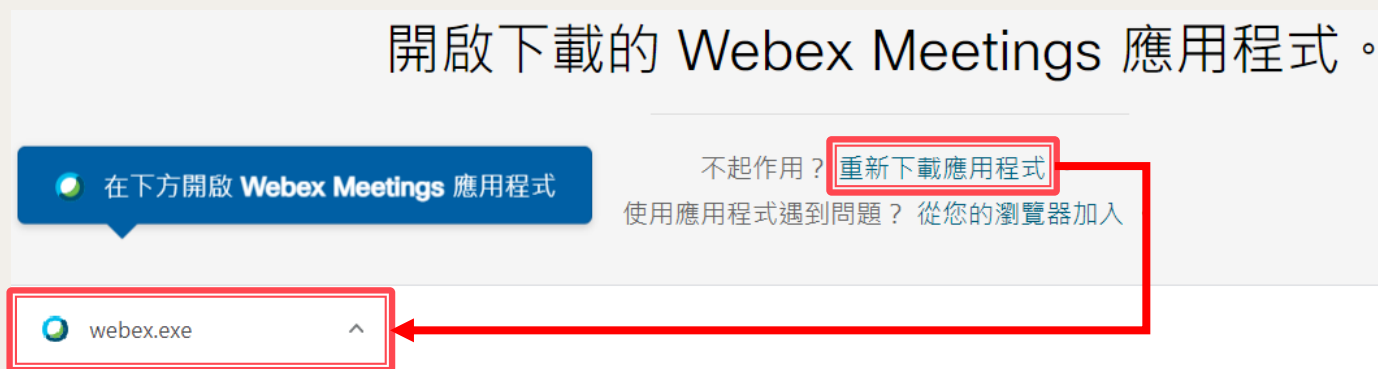 開啟下載的 Webex Meetings 應用程式。
不起作用？ 重新下載應用程式
在下方開啟 Webex Meetings 應用程式
使用應用程式遇到問題？ 從您的瀏覽器加入
webex.exe